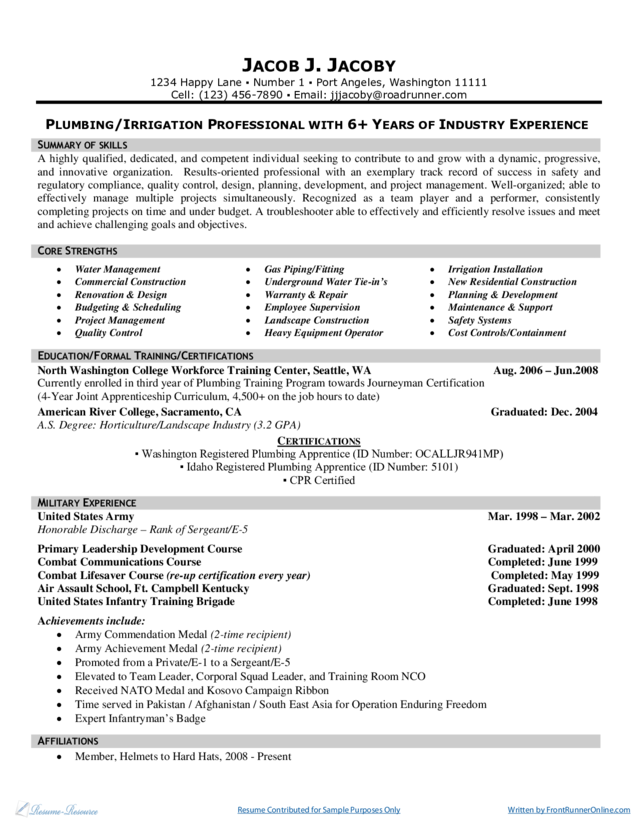 JACOB J. JACOBY
1234 Happy Lane ▪ Number 1 ▪ Port Angeles, Washington 11111
Cell: (123) 456-7890 ▪ Email: jjjacoby@roadrunner.com
PLUMBING/IRRIGATION PROFESSIONAL WITH 6+ YEARS OF INDUSTRY EXPERIENCE
SUMMARY OF SKILLS
A highly qualified, dedicated, and competent individual seeking to contribute to and grow with a dynamic, progressive,
and innovative organization. Results-oriented professional with an exemplary track record of success in safety and
regulatory compliance, quality control, design, planning, development, and project management. Well-organized; able to
effectively manage multiple projects simultaneously. Recognized as a team player and a performer, consistently
completing projects on time and under budget. A troubleshooter able to effectively and efficiently resolve issues and meet
and achieve challenging goals and objectives.
CORE STRENGTHS
• Water Management • Gas Piping/Fitting • Irrigation Installation
• Commercial Construction • Underground Water Tie-in's • New Residential Construction
• Renovation & Design • Warranty & Repair • Planning & Development
• Budgeting & Scheduling • Employee Supervision • Maintenance & Support
• Project Management • Landscape Construction • Safety Systems
• Quality Control • Heavy Equipment Operator • Cost Controls/Containment
EDUCATION/FORMAL TRAINING/CERTIFICATIONS
North Washington College Workforce Training Center, Seattle, WA Aug. 2006 – Jun.2008
Currently enrolled in third year of Plumbing Training Program towards Journeyman Certification
(4-Year Joint Apprenticeship Curriculum, 4,500+ on the job hours to date)
American River College, Sacramento, CA Graduated: Dec. 2004
A.S. Degree: Horticulture/Landscape Industry (3.2 GPA)
CERTIFICATIONS
▪ Washington Registered Plumbing Apprentice (ID Number: OCALLJR941MP)
▪ Idaho Registered Plumbing Apprentice (ID Number: 5101)
▪ CPR Certified
MILITARY EXPERIENCE
United States Army Mar. 1998 – Mar. 2002
Honorable Discharge – Rank of Sergeant/E-5
Primary Leadership Development Course Graduated: April 2000
Combat Communications Course Completed: June 1999
Combat Lifesaver Course (re-up certification every year) Completed: May 1999
Air Assault School, Ft. Campbell Kentucky Graduated: Sept. 1998
United States Infantry Training Brigade Completed: June 1998
Achievements include:
• Army Commendation Medal (2-time recipient)
• Army Achievement Medal (2-time recipient)
• Promoted from a Private/E-1 to a Sergeant/E-5
• Elevated to Team Leader, Corporal Squad Leader, and Training Room NCO
• Received NATO Medal and Kosovo Campaign Ribbon
• Time served in Pakistan / Afghanistan / South East Asia for Operation Enduring Freedom
• Expert Infantryman's Badge
AFFILIATIONS
• Member, Helmets to Hard Hats, 2008 - Present
Resume-Resource Resume Contributed for Sample Purposes Only Written by FrontRunnerOnline.com